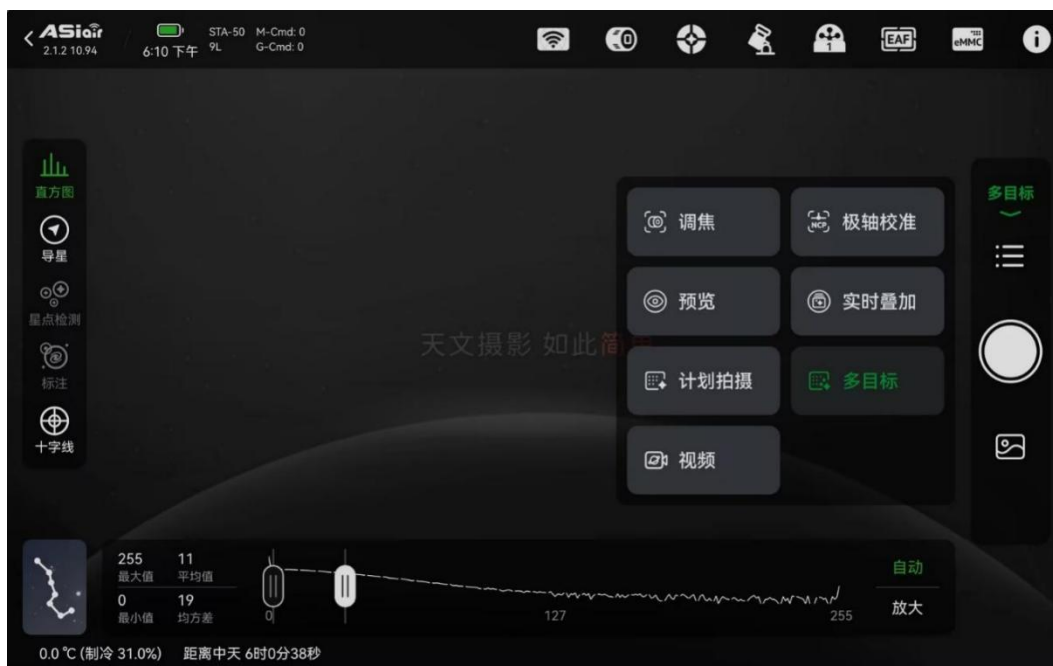 ASiair
2.1.2 10.94
6:10 下午
STA-50
9L
M-Cmd: 0
G-Cmd: 0
0
1
EAF
eMMC
i
直方图
导星
星点检测
标注
十字线
天文摄影 如此简单
调焦
NCP 极轴校准
预览
实时叠加
计划拍摄
多目标
视频
多目标
255
最大值
11
平均值
0
最小值
19
均方差
0
127
255
自动
放大
0.0 ℃ (制冷 31.0%)
距离中天 6时0分38秒